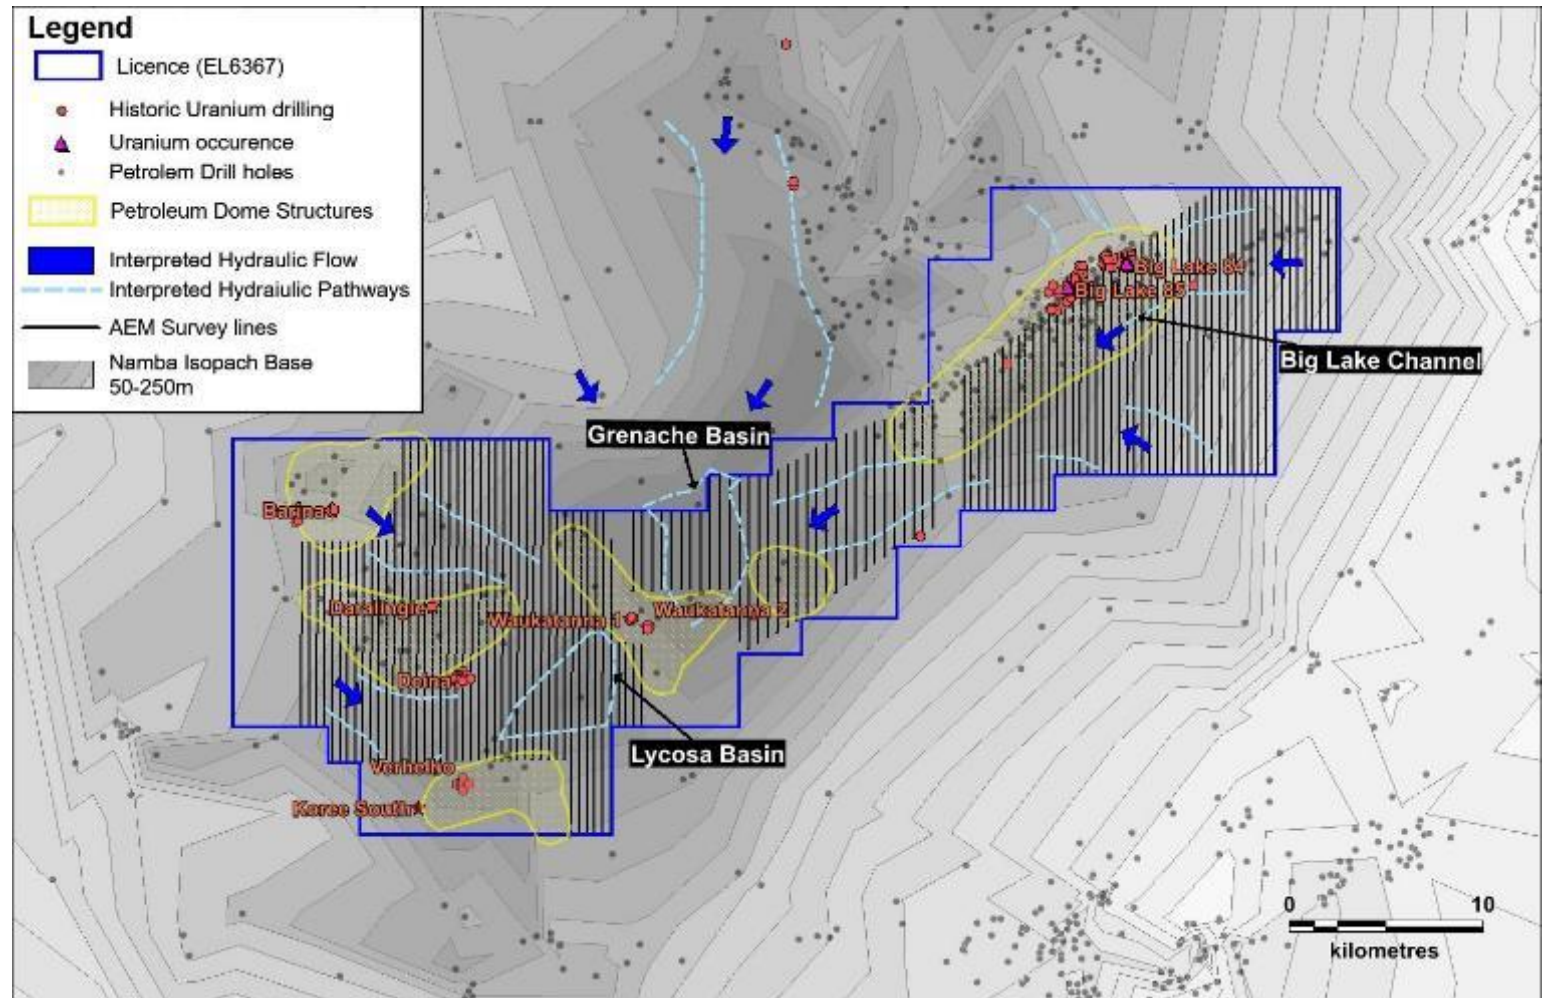 Legend
Licence (EL6367)
Historic Uranium drilling
Uranium occurence
Petrolem Drill holes
Petroleum Dome Structures
Interpreted Hydraulic Flow
Interpreted Hydraiulic Pathways
AEM Survey lines
Namba Isopach Base
50-250m
Big Lake 84
Big Lake 85
Big Lake Channel
Grenache Basin
Barina
Daralingie
Waukatanna 1
Waukatanna 2
Doina
Lycosa Basin
Verhelko
Koree South
0 10
kilometres